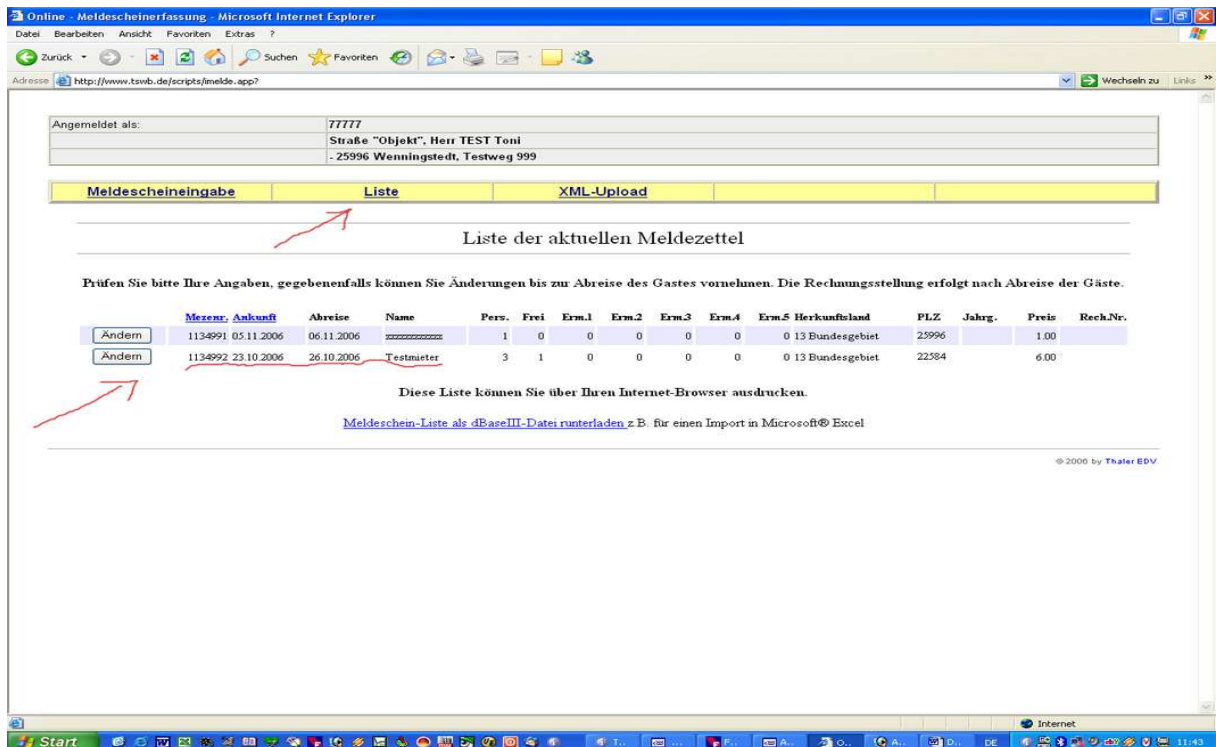 Online - Meldescheinerfassung - Microsoft Internet Explorer
Datei Bearbeiten Ansicht Favoriten Extras ?
Zurück Suchen Favoriten
Adresse http://www.tswb.de/scripts/imelde.app? Wechseln zu Links »
Angemeldet als: 77777
Straße "Objekt", Herr TEST Toni
- 25996 Wenningstedt, Testweg 999
Meldescheineingabe Liste XML-Upload
Liste der aktuellen Meldezettel
Prüfen Sie bitte Ihre Angaben, gegebenenfalls können Sie Änderungen bis zur Abreise des Gastes vornehmen. Die Rechnungsstellung erfolgt nach Abreise der Gäste.
Mezenr. Ankunft Abreise Name Pers. Frei Erm.1 Erm.2 Erm.3 Erm.4 Erm.5 Herkunftsland PLZ Jahrg. Preis Rech.Nr.
Ändern 1134991 05.11.2006 06.11.2006 1 0 0 0 0 0 0 13 Bundesgebiet 25996 1.00
Ändern 1134992 23.10.2006 26.10.2006 Testmieter 3 1 0 0 0 0 0 13 Bundesgebiet 22584 6.00
Diese Liste können Sie über Ihren Internet-Browser ausdrucken.
Meldeschein-Liste als dBaseIII-Datei runterladen z.B. für einen Import in Microsoft® Excel
© 2006 by Thaler EDV
Internet
Start T... ... F... A... O... A... D... DE 11:43